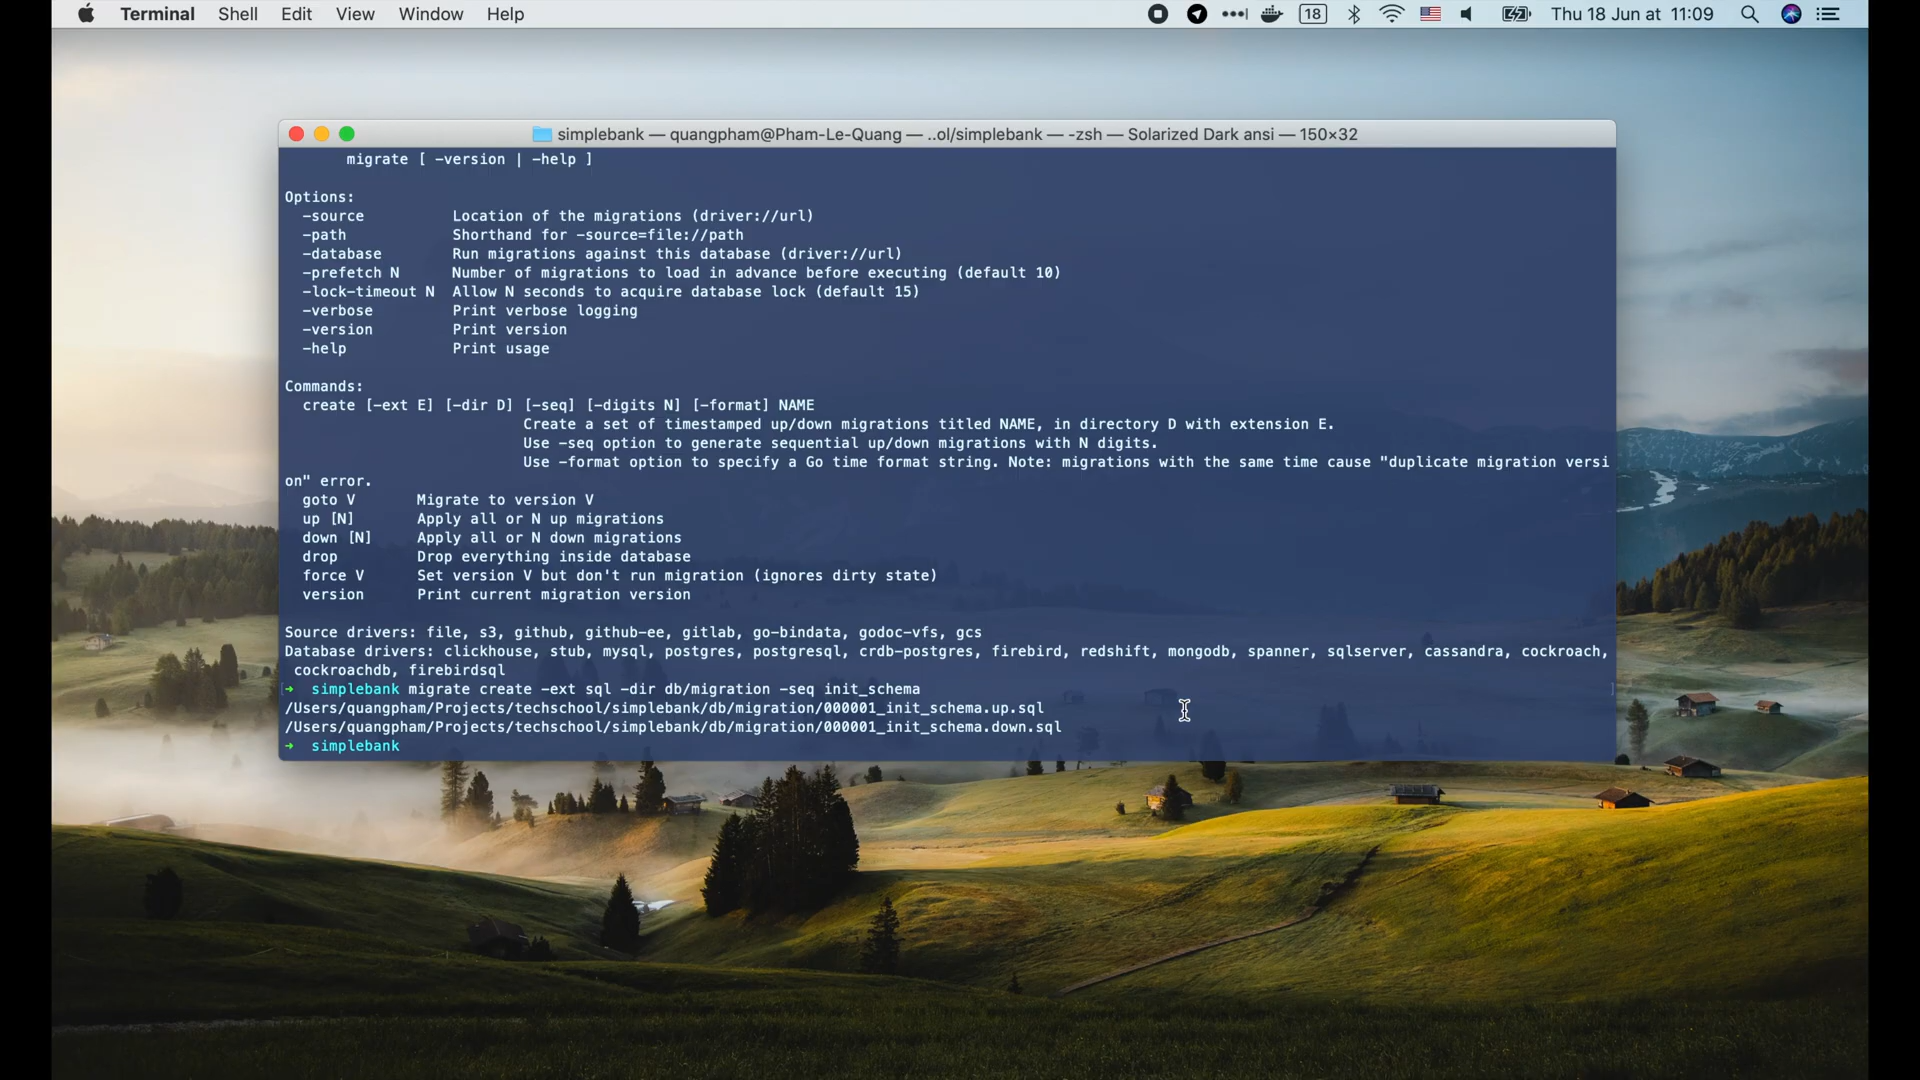 Terminal Shell Edit View Window Help 18 Thu 18 Jun at 11:09
simplebank — quangpham@Pham-Le-Quang — ..ol/simplebank — -zsh — Solarized Dark ansi — 150×32
migrate [ -version | -help ]
Options:
-source Location of the migrations (driver://url)
-path Shorthand for -source=file://path
-database Run migrations against this database (driver://url)
-prefetch N Number of migrations to load in advance before executing (default 10)
-lock-timeout N Allow N seconds to acquire database lock (default 15)
-verbose Print verbose logging
-version Print version
-help Print usage
Commands:
create [-ext E] [-dir D] [-seq] [-digits N] [-format] NAME
Create a set of timestamped up/down migrations titled NAME, in directory D with extension E.
Use -seq option to generate sequential up/down migrations with N digits.
Use -format option to specify a Go time format string. Note: migrations with the same time cause "duplicate migration versi
on" error.
goto V Migrate to version V
up [N] Apply all or N up migrations
down [N] Apply all or N down migrations
drop Drop everything inside database
force V Set version V but don't run migration (ignores dirty state)
version Print current migration version
Source drivers: file, s3, github, github-ee, gitlab, go-bindata, godoc-vfs, gcs
Database drivers: clickhouse, stub, mysql, postgres, postgresql, crdb-postgres, firebird, redshift, mongodb, spanner, sqlserver, cassandra, cockroach,
cockroachdb, firebirdsql
➜ simplebank migrate create -ext sql -dir db/migration -seq init_schema
/Users/quangpham/Projects/techschool/simplebank/db/migration/000001_init_schema.up.sql
/Users/quangpham/Projects/techschool/simplebank/db/migration/000001_init_schema.down.sql
➜ simplebank